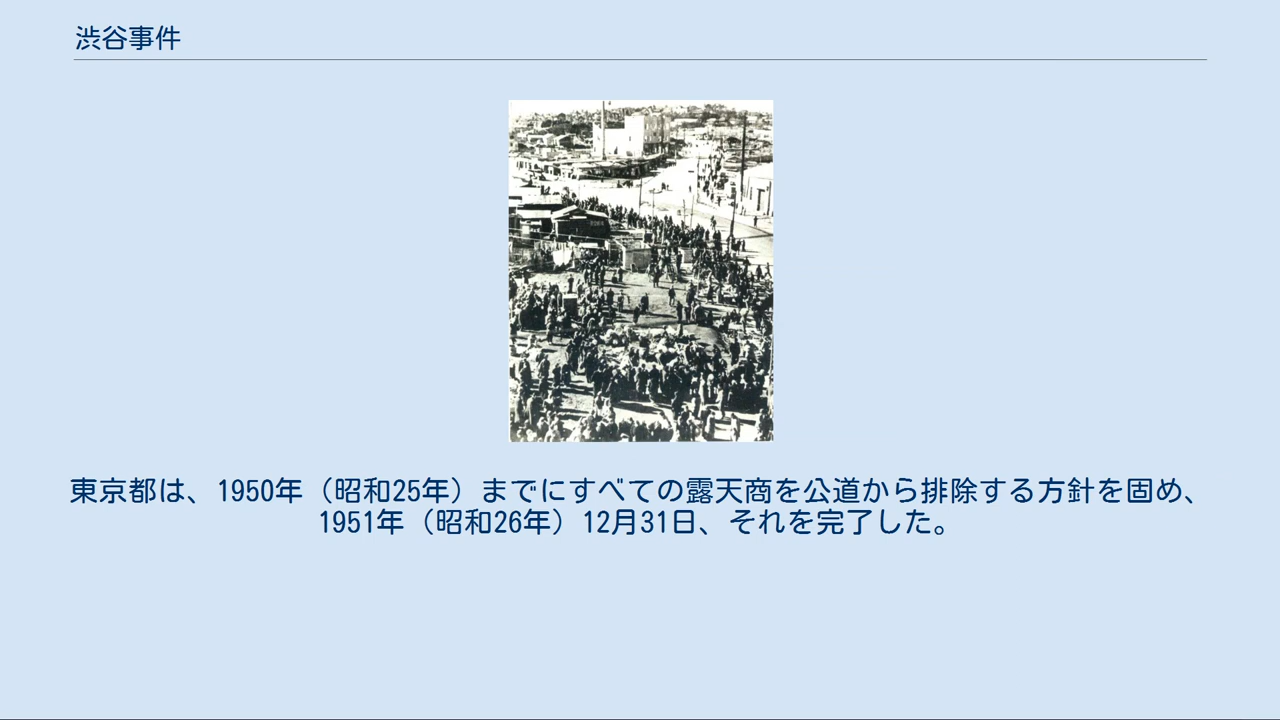 渋谷事件
東京都は、1950年（昭和25年）までにすべての露天商を公道から排除する方針を固め、
1951年（昭和26年）12月31日、それを完了した。